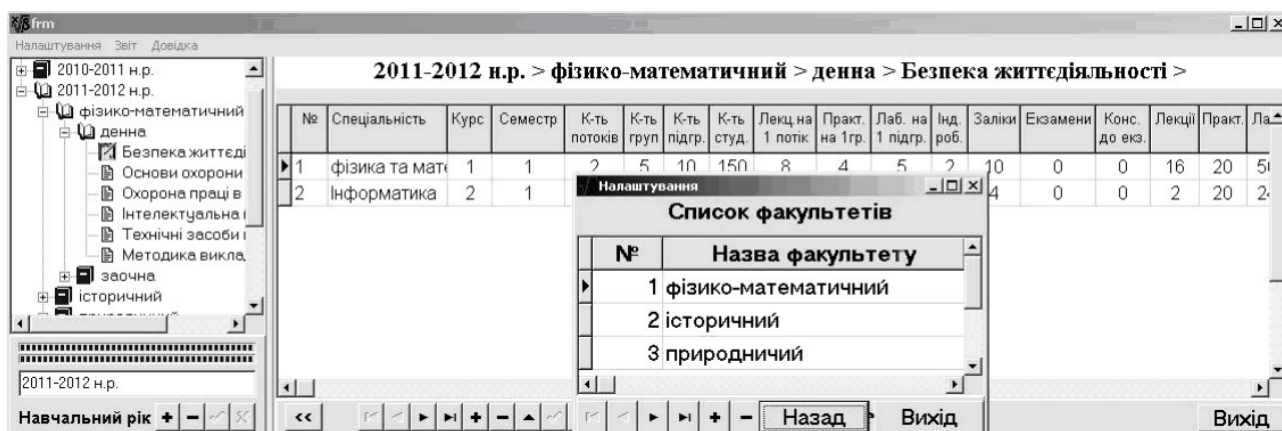 frm
Налаштування Звіт Довідка
2010-2011 н.р.
2011-2012 н.р.
фізико-математичний
денна
Безпека життєді
Основи охорони
Охорона праці в
Інтелектуальна
Технічні засоби
Методика викла
заочна
історичний
2011-2012 н.р.
Навчальний рік + −
2011-2012 н.р. > фізико-математичний > денна > Безпека життєдіяльності >
№ Спеціальність Курс Семестр К-ть потоків К-ть груп К-ть підгр. К-ть студ. Лекц.на 1 потік Практ. на 1гр. Лаб. на 1 підгр. Інд. роб. Заліки Екзамени Конс. до екз. Лекції Практ. Ла
1 фізика та мате 1 1 2 5 10 150 8 4 5 2 10 0 0 16 20
2 Інформатика 2 1 4 0 0 2 20
Налаштування
Список факультетів
№ Назва факультету
1 фізико-математичний
2 історичний
3 природничий
<< + −
+ − Назад Вихід
Вихід